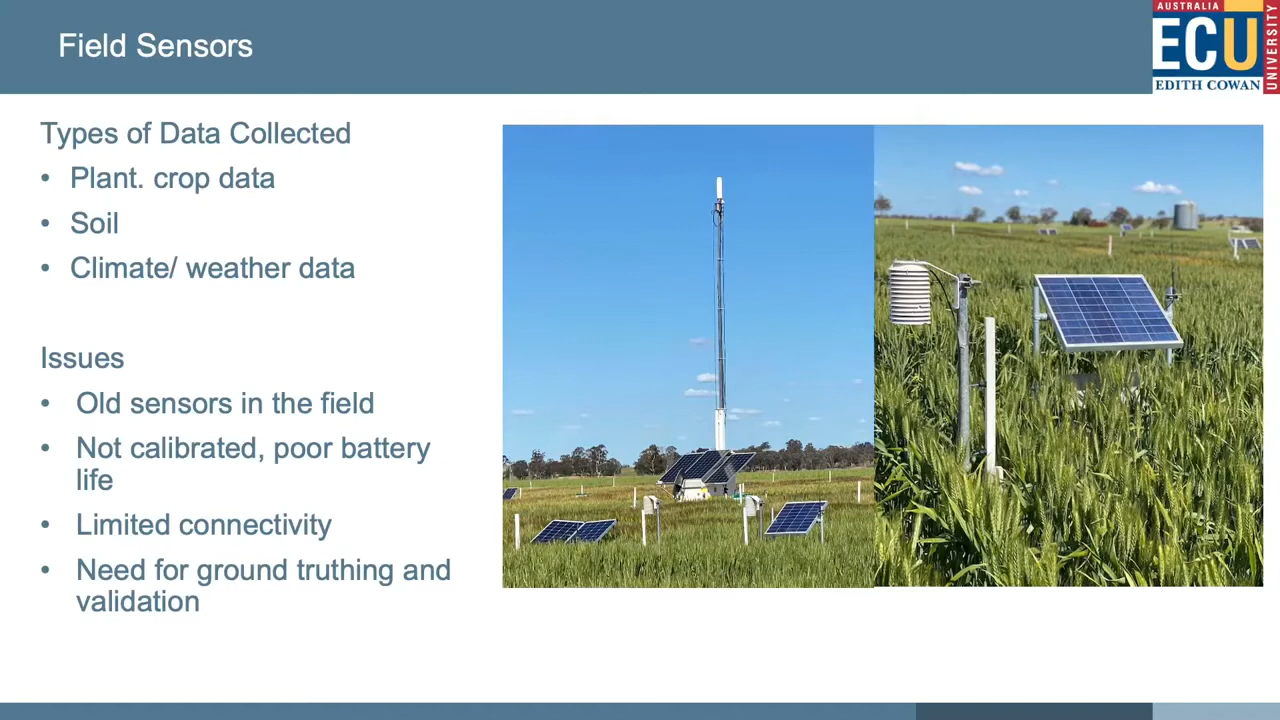 Field Sensors
AUSTRALIA
ECU
EDITH COWAN
UNIVERSITY
Types of Data Collected
• Plant. crop data
• Soil
• Climate/ weather data
Issues
• Old sensors in the field
• Not calibrated, poor battery
life
• Limited connectivity
• Need for ground truthing and
validation